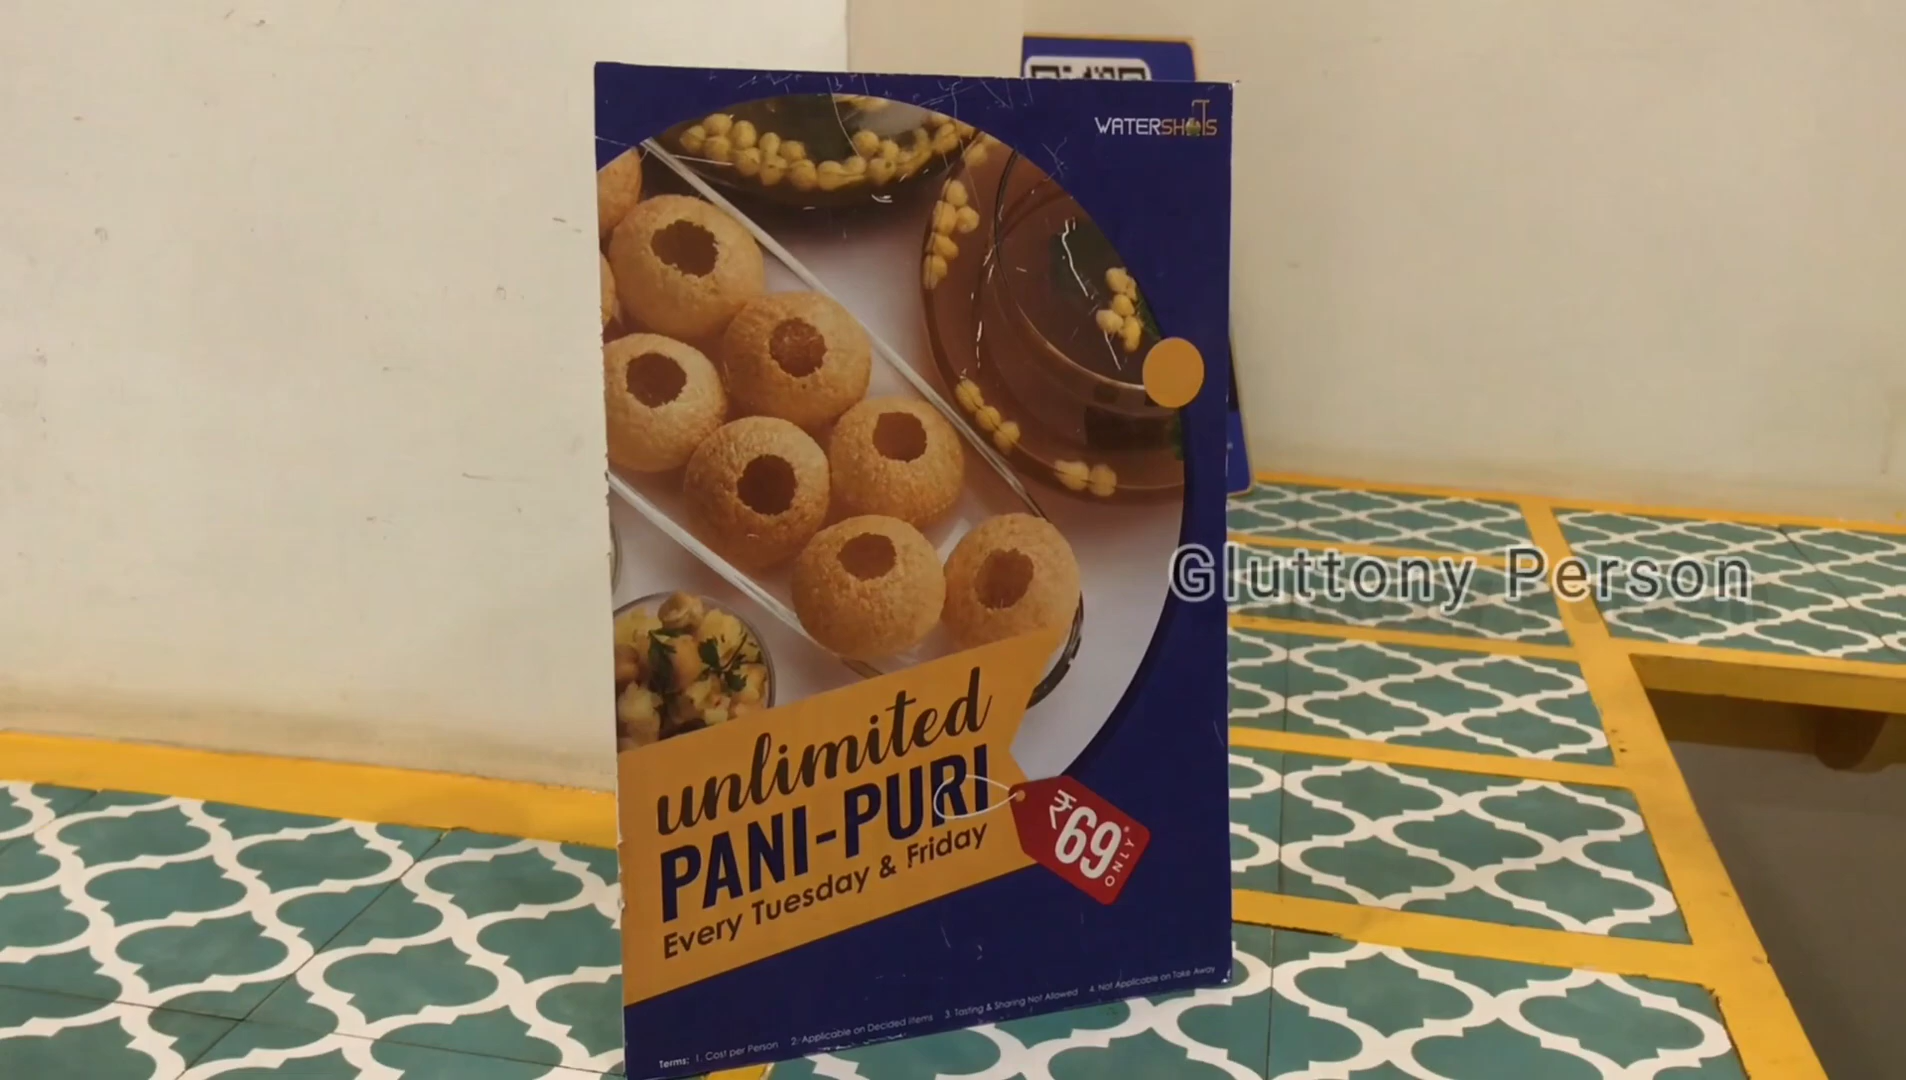 WATERSHOTS
Gluttony Person
unlimited
PANI-PURI
Every Tuesday & Friday
₹69
ONLY*
Terms: 1. Cost per Person 2. Applicable on Decided Items 3. Tasting & Sharing Not Allowed 4. Not Applicable on Take Away